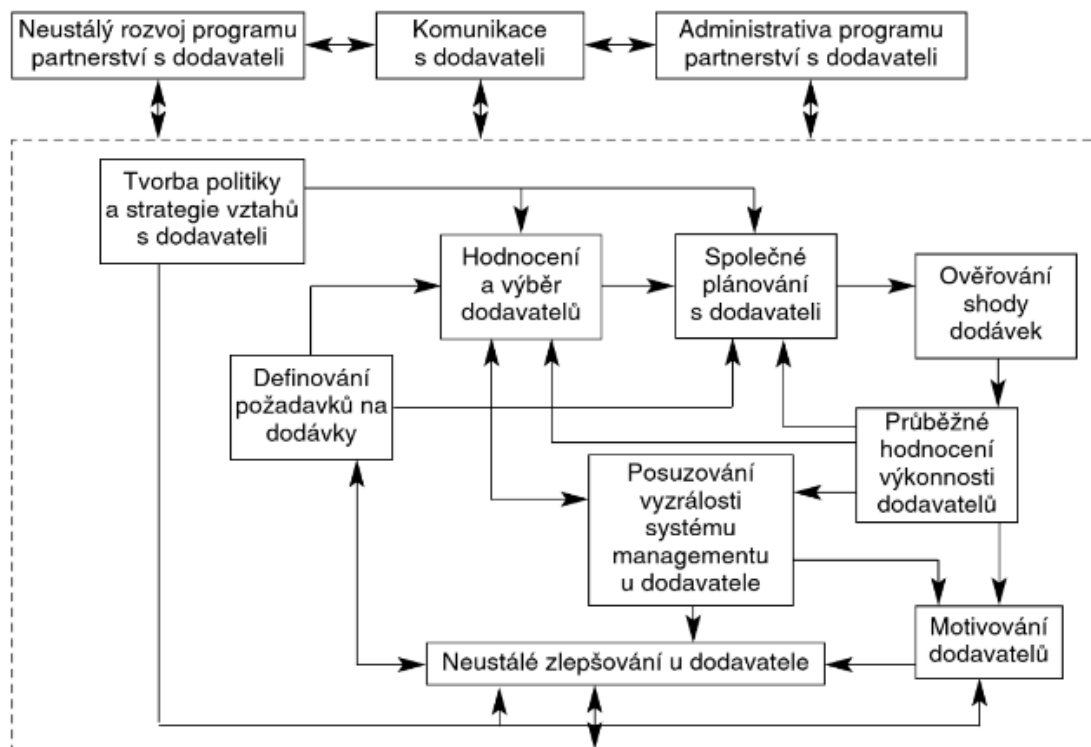 Neustálý rozvoj programu
partnerství s dodavateli
Komunikace
s dodavateli
Administrativa programu
partnerství s dodavateli
Tvorba politiky
a strategie vztahů
s dodavateli
Hodnocení
a výběr
dodavatelů
Společné
plánování
s dodavateli
Ověřování
shody
dodávek
Definování
požadavků na
dodávky
Průběžné
hodnocení
výkonnosti
dodavatelů
Posuzování
vyzrálosti
systému
managementu
u dodavatele
Motivování
dodavatelů
Neustálé zlepšování u dodavatele